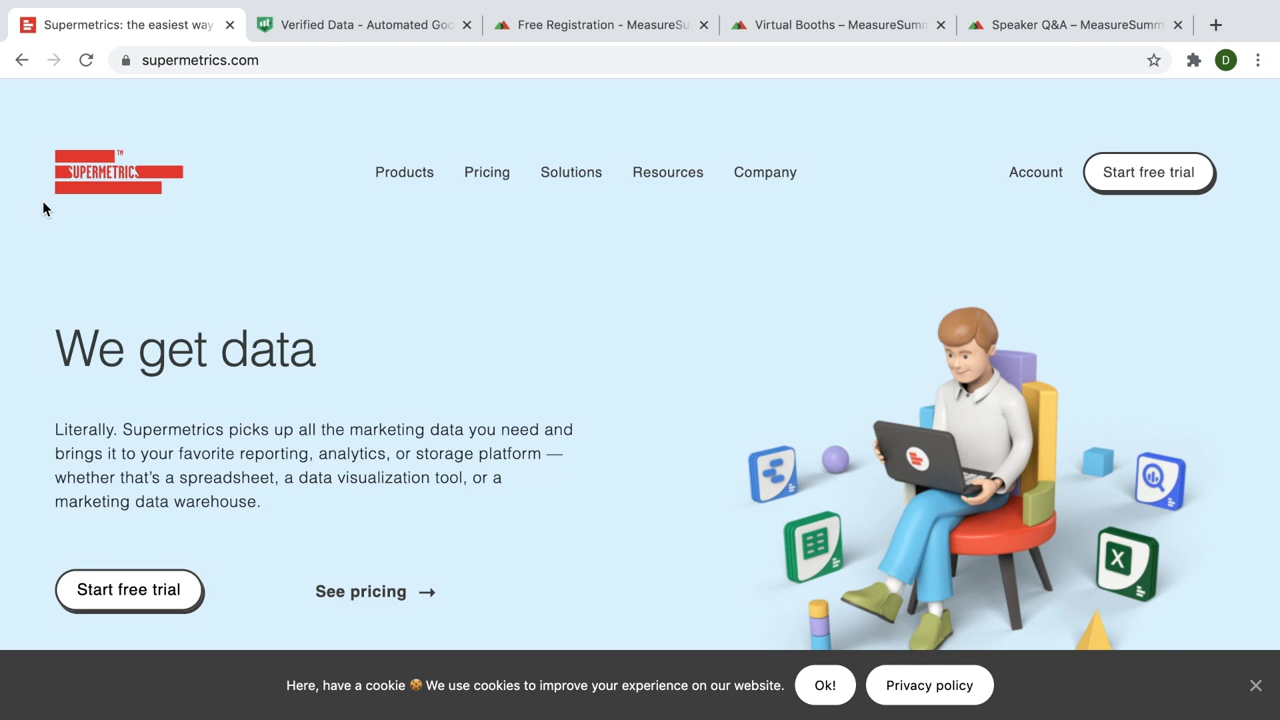 Supermetrics: the easiest way
Verified Data - Automated Goo
Free Registration - MeasureSu
Virtual Booths – MeasureSumm
Speaker Q&A – MeasureSumm
supermetrics.com
D
SUPERMETRICS™
Products
Pricing
Solutions
Resources
Company
Account
Start free trial
We get data
Literally. Supermetrics picks up all the marketing data you need and
brings it to your favorite reporting, analytics, or storage platform —
whether that's a spreadsheet, a data visualization tool, or a
marketing data warehouse.
Start free trial
See pricing →
X
Here, have a cookie 🍪 We use cookies to improve your experience on our website.
Ok!
Privacy policy